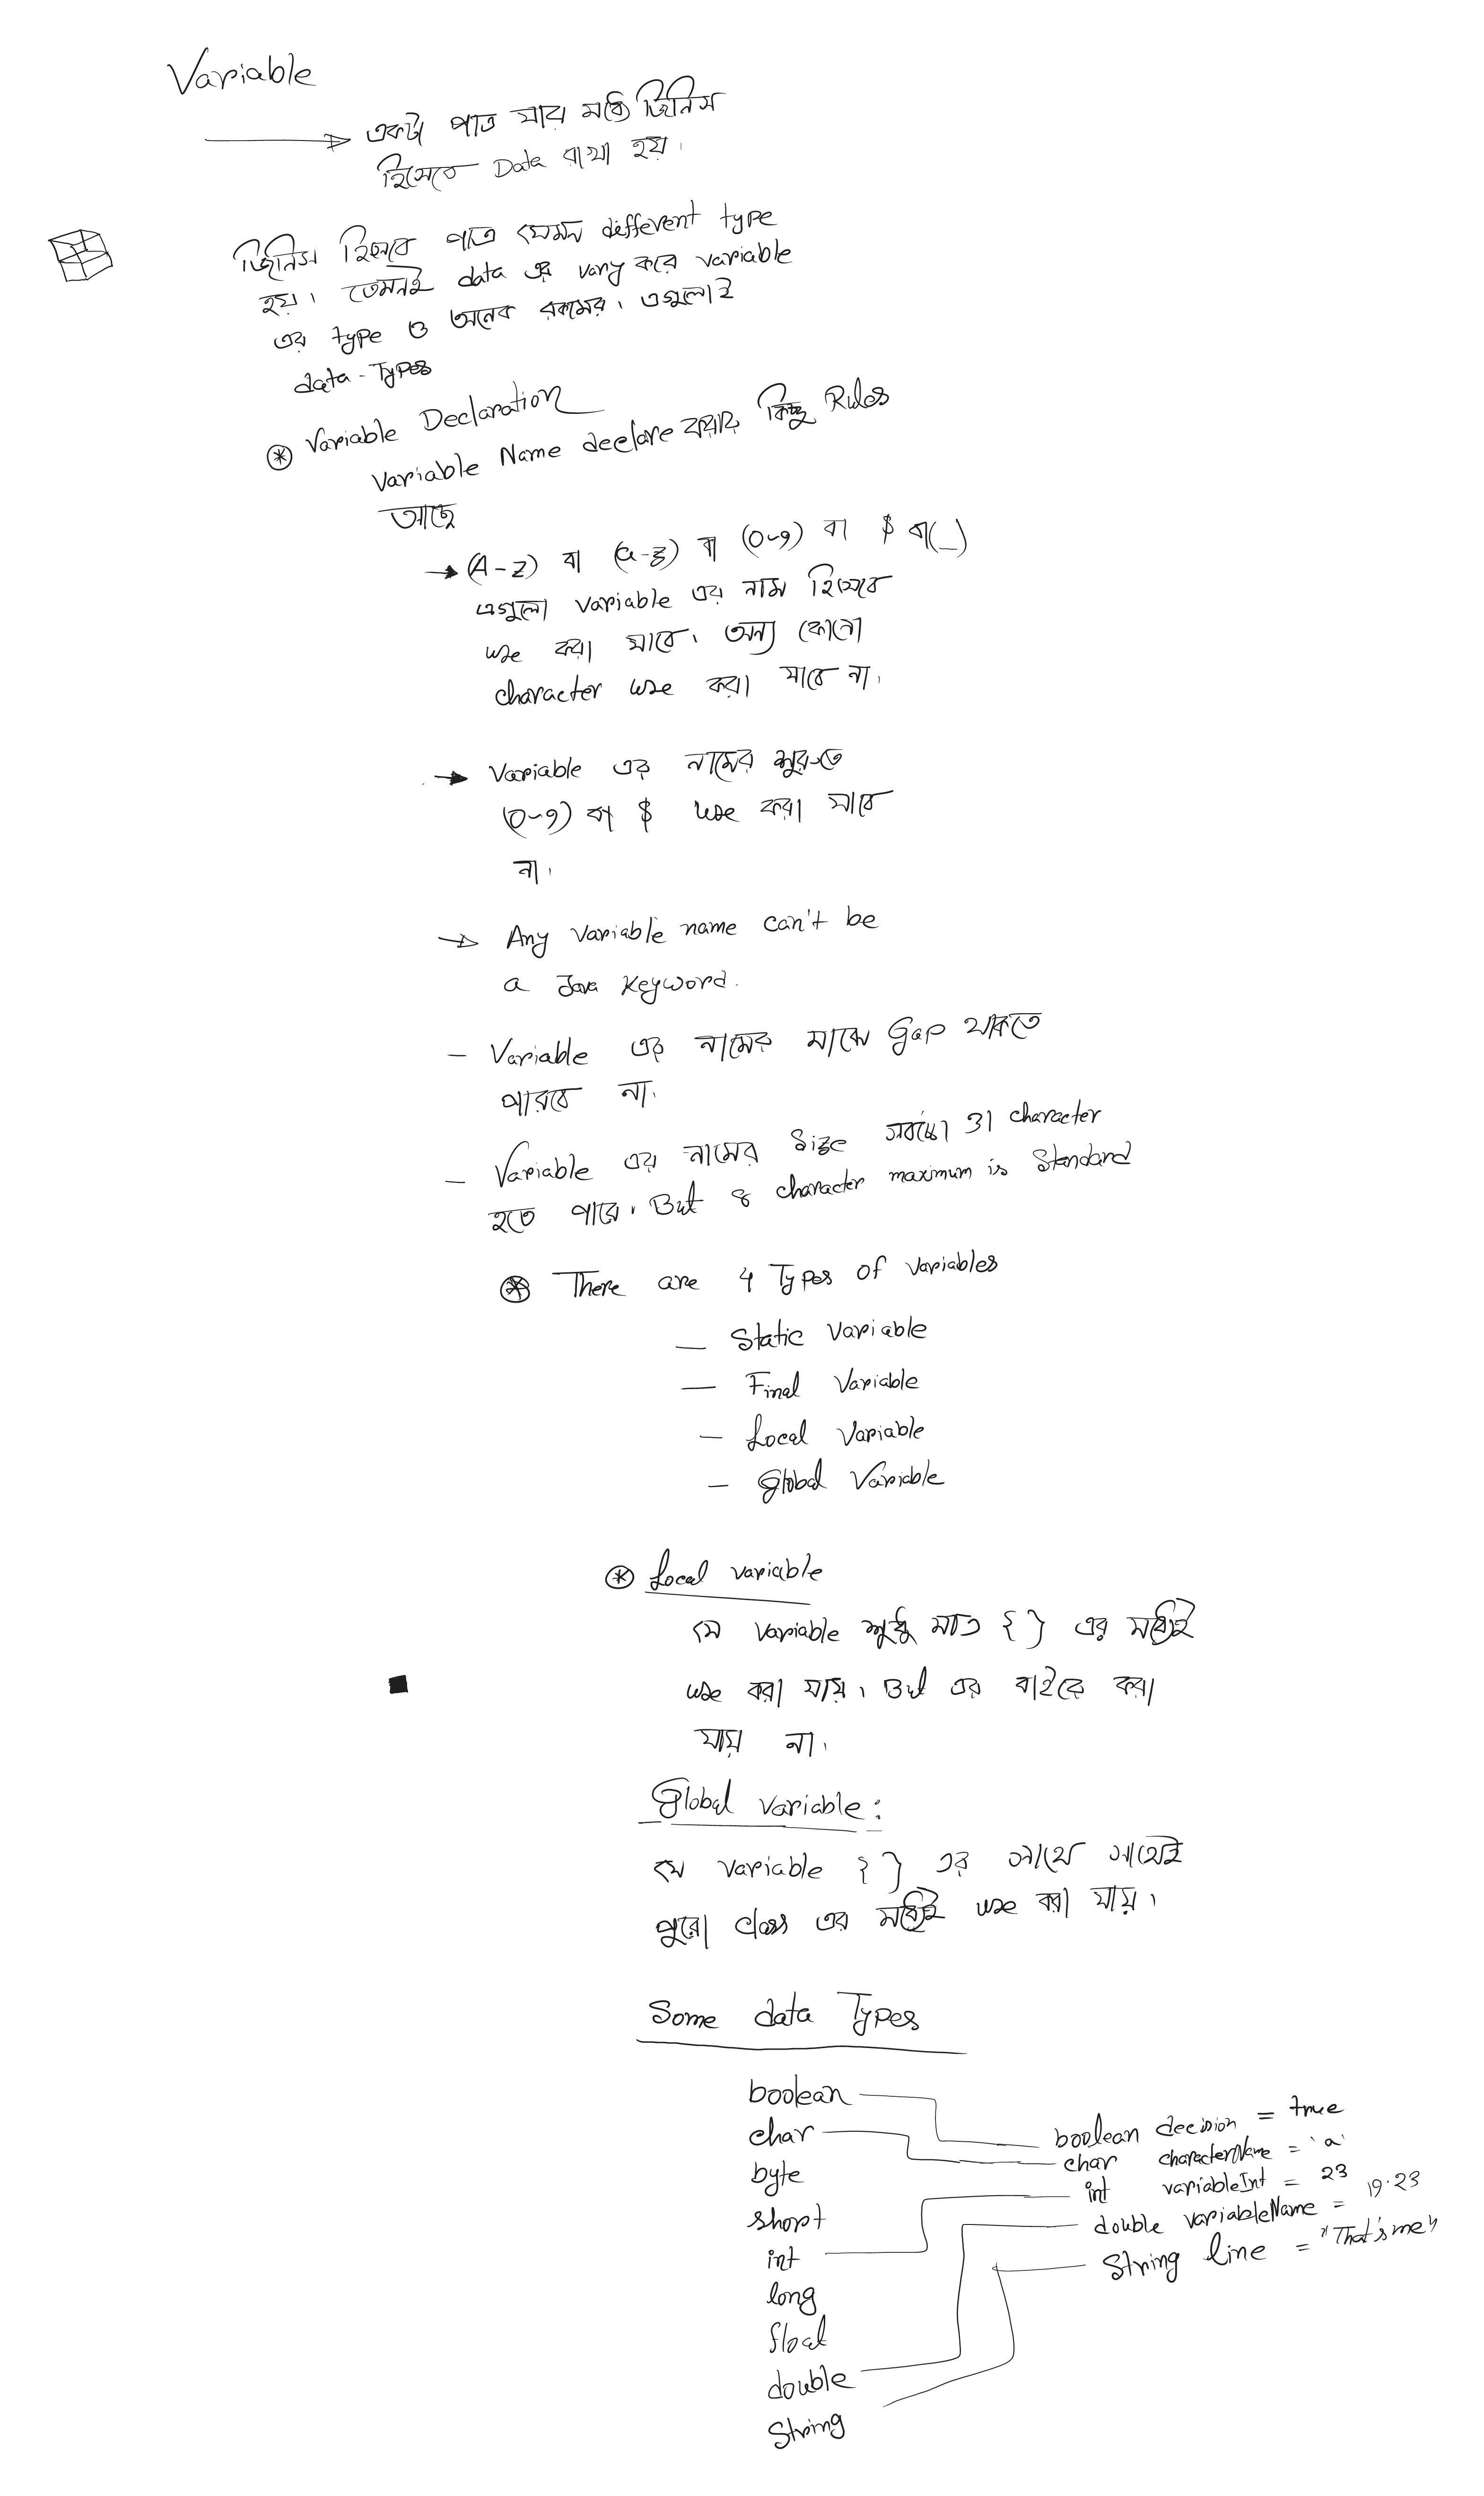 Variable
একটা পাত্র যার মধ্যে জিনিস
হিসেবে Data রাখা হয়।
জিনিস হিসেবে পাত্র যেমন different type
হয়। তেমনই data এর vary করে variable
এর type ও অনেক রকমের। এগুলোই
data-Types
Variable Declaration
Variable Name declare করার কিছু Rules
আছে
→ (A-Z) বা (a-z) বা (0-9) বা $ বা (_)
এগুলো variable এর নাম হিসেবে
use করা যাবে। অন্য কোনো
character use করা যাবে না।
→ Variable এর নামের শুরুতে
(0-9) বা $ use করা যাবে
না।
→ Any variable name can't be
a Java keyword.
- Variable এর নামের মাঝে Gap থাকতে
পারবে না।
- Variable এর নামের Size 31 character
হতে পারে। But 8 character maximum is Standard
There are 4 Types of variables
- Static Variable
- Final Variable
- Local Variable
- Global Variable
Local variable
যে variable শুধু মাত্র { } এর মধ্যেই
use করা যায়। But এর বাইরে করা
যায় না।
Global variable:
যে variable { } এর সাথে সাথেই
পুরো class এর মধ্যেই use করা যায়।
Some data Types
boolean
char
byte
short
int
long
float
double
String
boolean decision = true
char characterName = 'a'
int variableInt = 23
double variableName = 19.23
String line = "That's me"